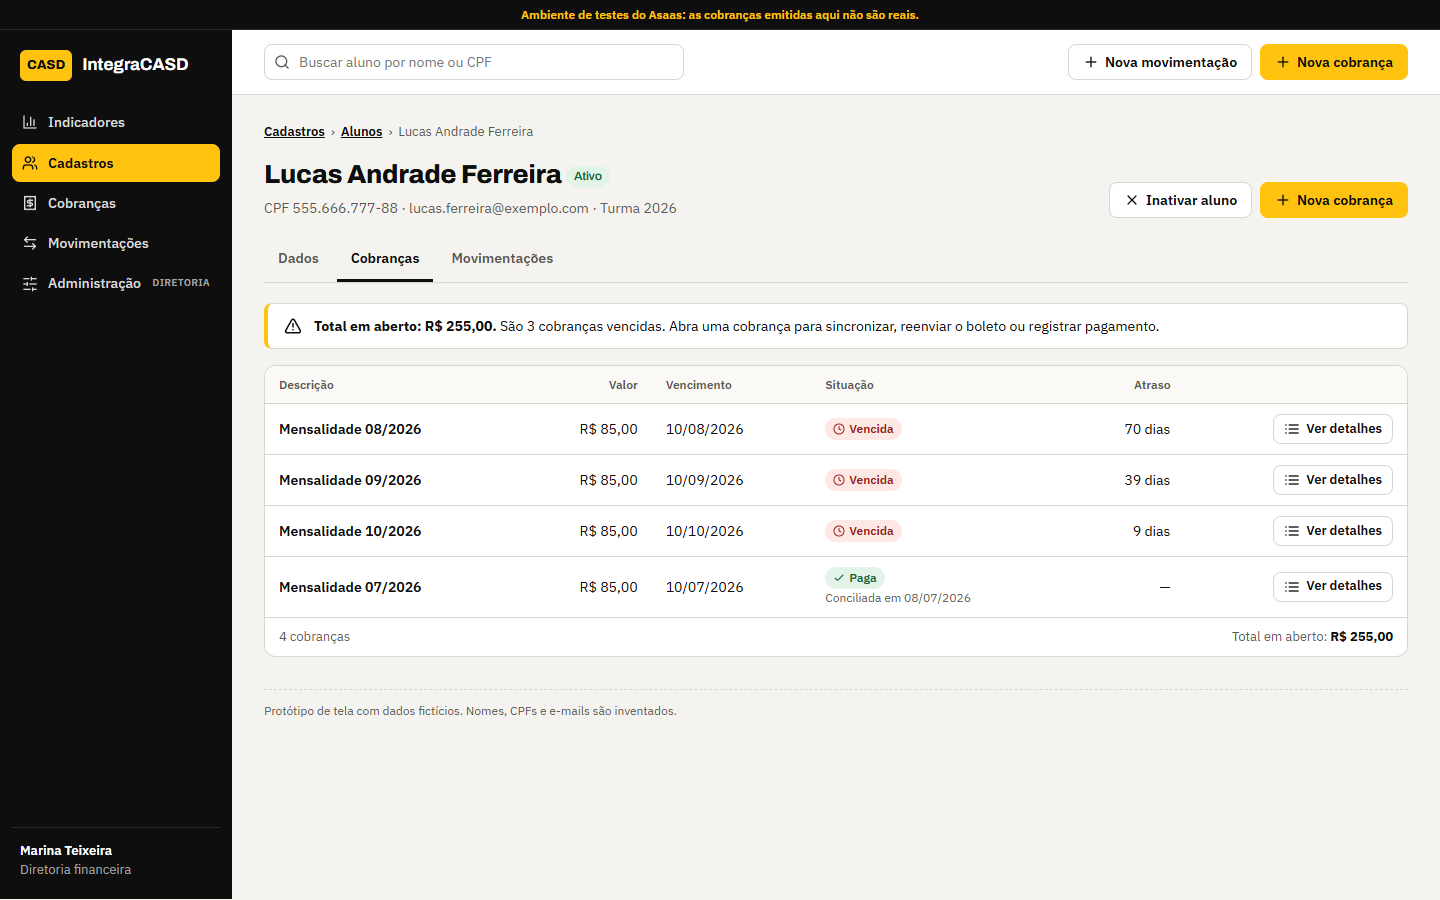 Ambiente de testes do Asaas: as cobranças emitidas aqui não são reais.
CASD IntegraCASD
Buscar aluno por nome ou CPF
Nova movimentação
Nova cobrança
Indicadores
Cadastros
Cobranças
Movimentações
Administração DIRETORIA
Marina Teixeira
Diretoria financeira
Cadastros › Alunos › Lucas Andrade Ferreira
Lucas Andrade Ferreira Ativo
CPF 555.666.777-88 · lucas.ferreira@exemplo.com · Turma 2026
Inativar aluno
Nova cobrança
Dados Cobranças Movimentações
Total em aberto: R$ 255,00. São 3 cobranças vencidas. Abra uma cobrança para sincronizar, reenviar o boleto ou registrar pagamento.
Descrição Valor Vencimento Situação Atraso
Mensalidade 08/2026 R$ 85,00 10/08/2026 Vencida 70 dias Ver detalhes
Mensalidade 09/2026 R$ 85,00 10/09/2026 Vencida 39 dias Ver detalhes
Mensalidade 10/2026 R$ 85,00 10/10/2026 Vencida 9 dias Ver detalhes
Mensalidade 07/2026 R$ 85,00 10/07/2026 Paga — Ver detalhes
Conciliada em 08/07/2026
4 cobranças Total em aberto: R$ 255,00
Protótipo de tela com dados fictícios. Nomes, CPFs e e-mails são inventados.